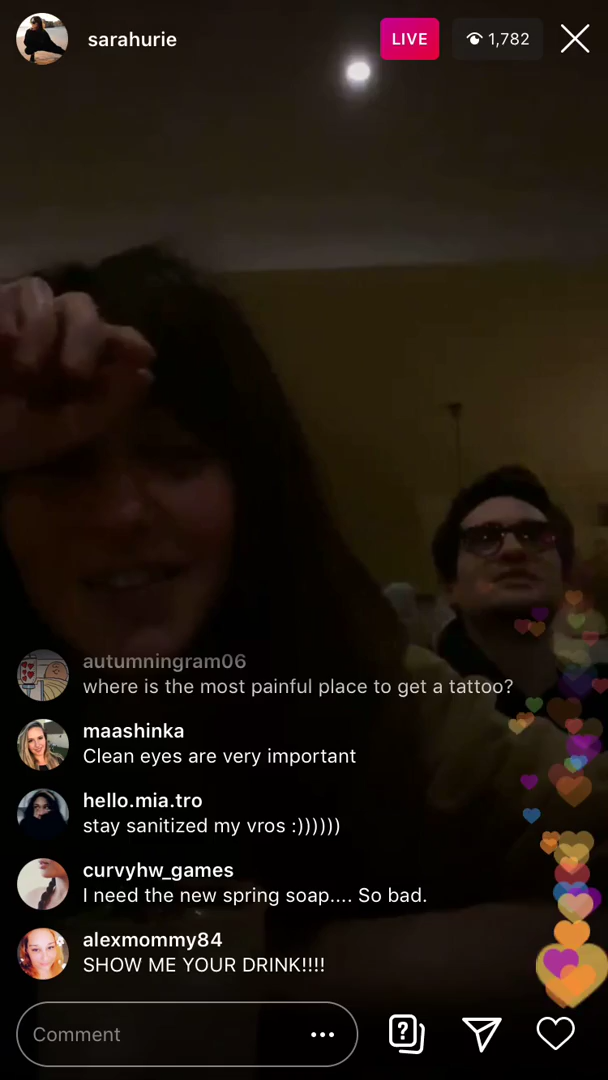 sarahurie
LIVE
1,782
autumningram06
where is the most painful place to get a tattoo?
maashinka
Clean eyes are very important
hello.mia.tro
stay sanitized my vros :))))))
curvyhw_games
I need the new spring soap.... So bad.
alexmommy84
SHOW ME YOUR DRINK!!!!
Comment